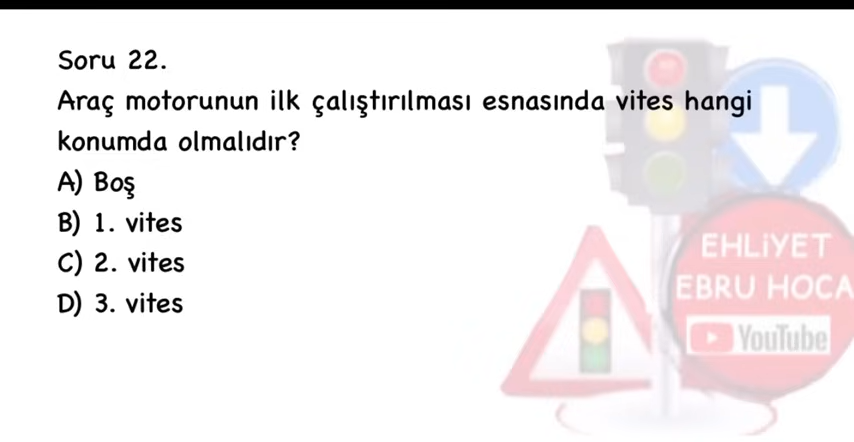 Soru 22.
Araç motorunun ilk çalıştırılması esnasında vites hangi
konumda olmalıdır?
A) Boş
B) 1. vites
C) 2. vites
D) 3. vites
EHLİYET
EBRU HOCA
YouTube